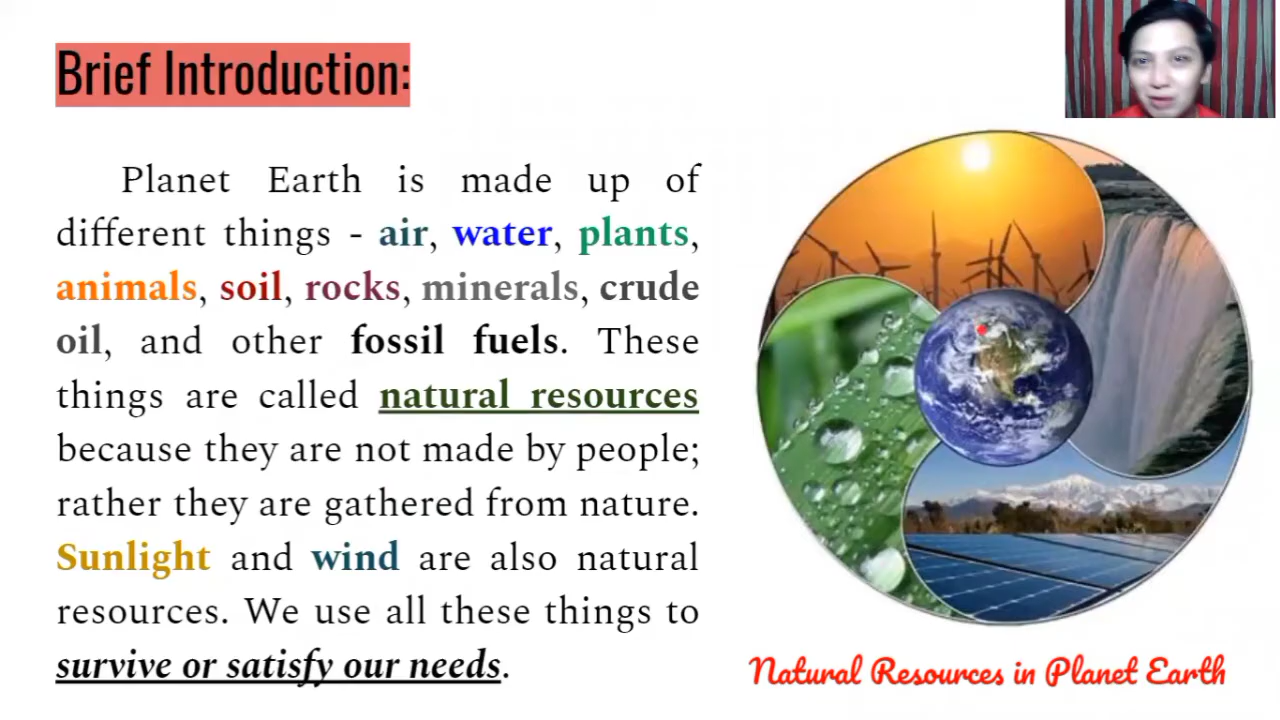 Brief Introduction:
Planet Earth is made up of
different things - air, water, plants,
animals, soil, rocks, minerals, crude
oil, and other fossil fuels. These
things are called natural resources
because they are not made by people;
rather they are gathered from nature.
Sunlight and wind are also natural
resources. We use all these things to
survive or satisfy our needs.
Natural Resources in Planet Earth